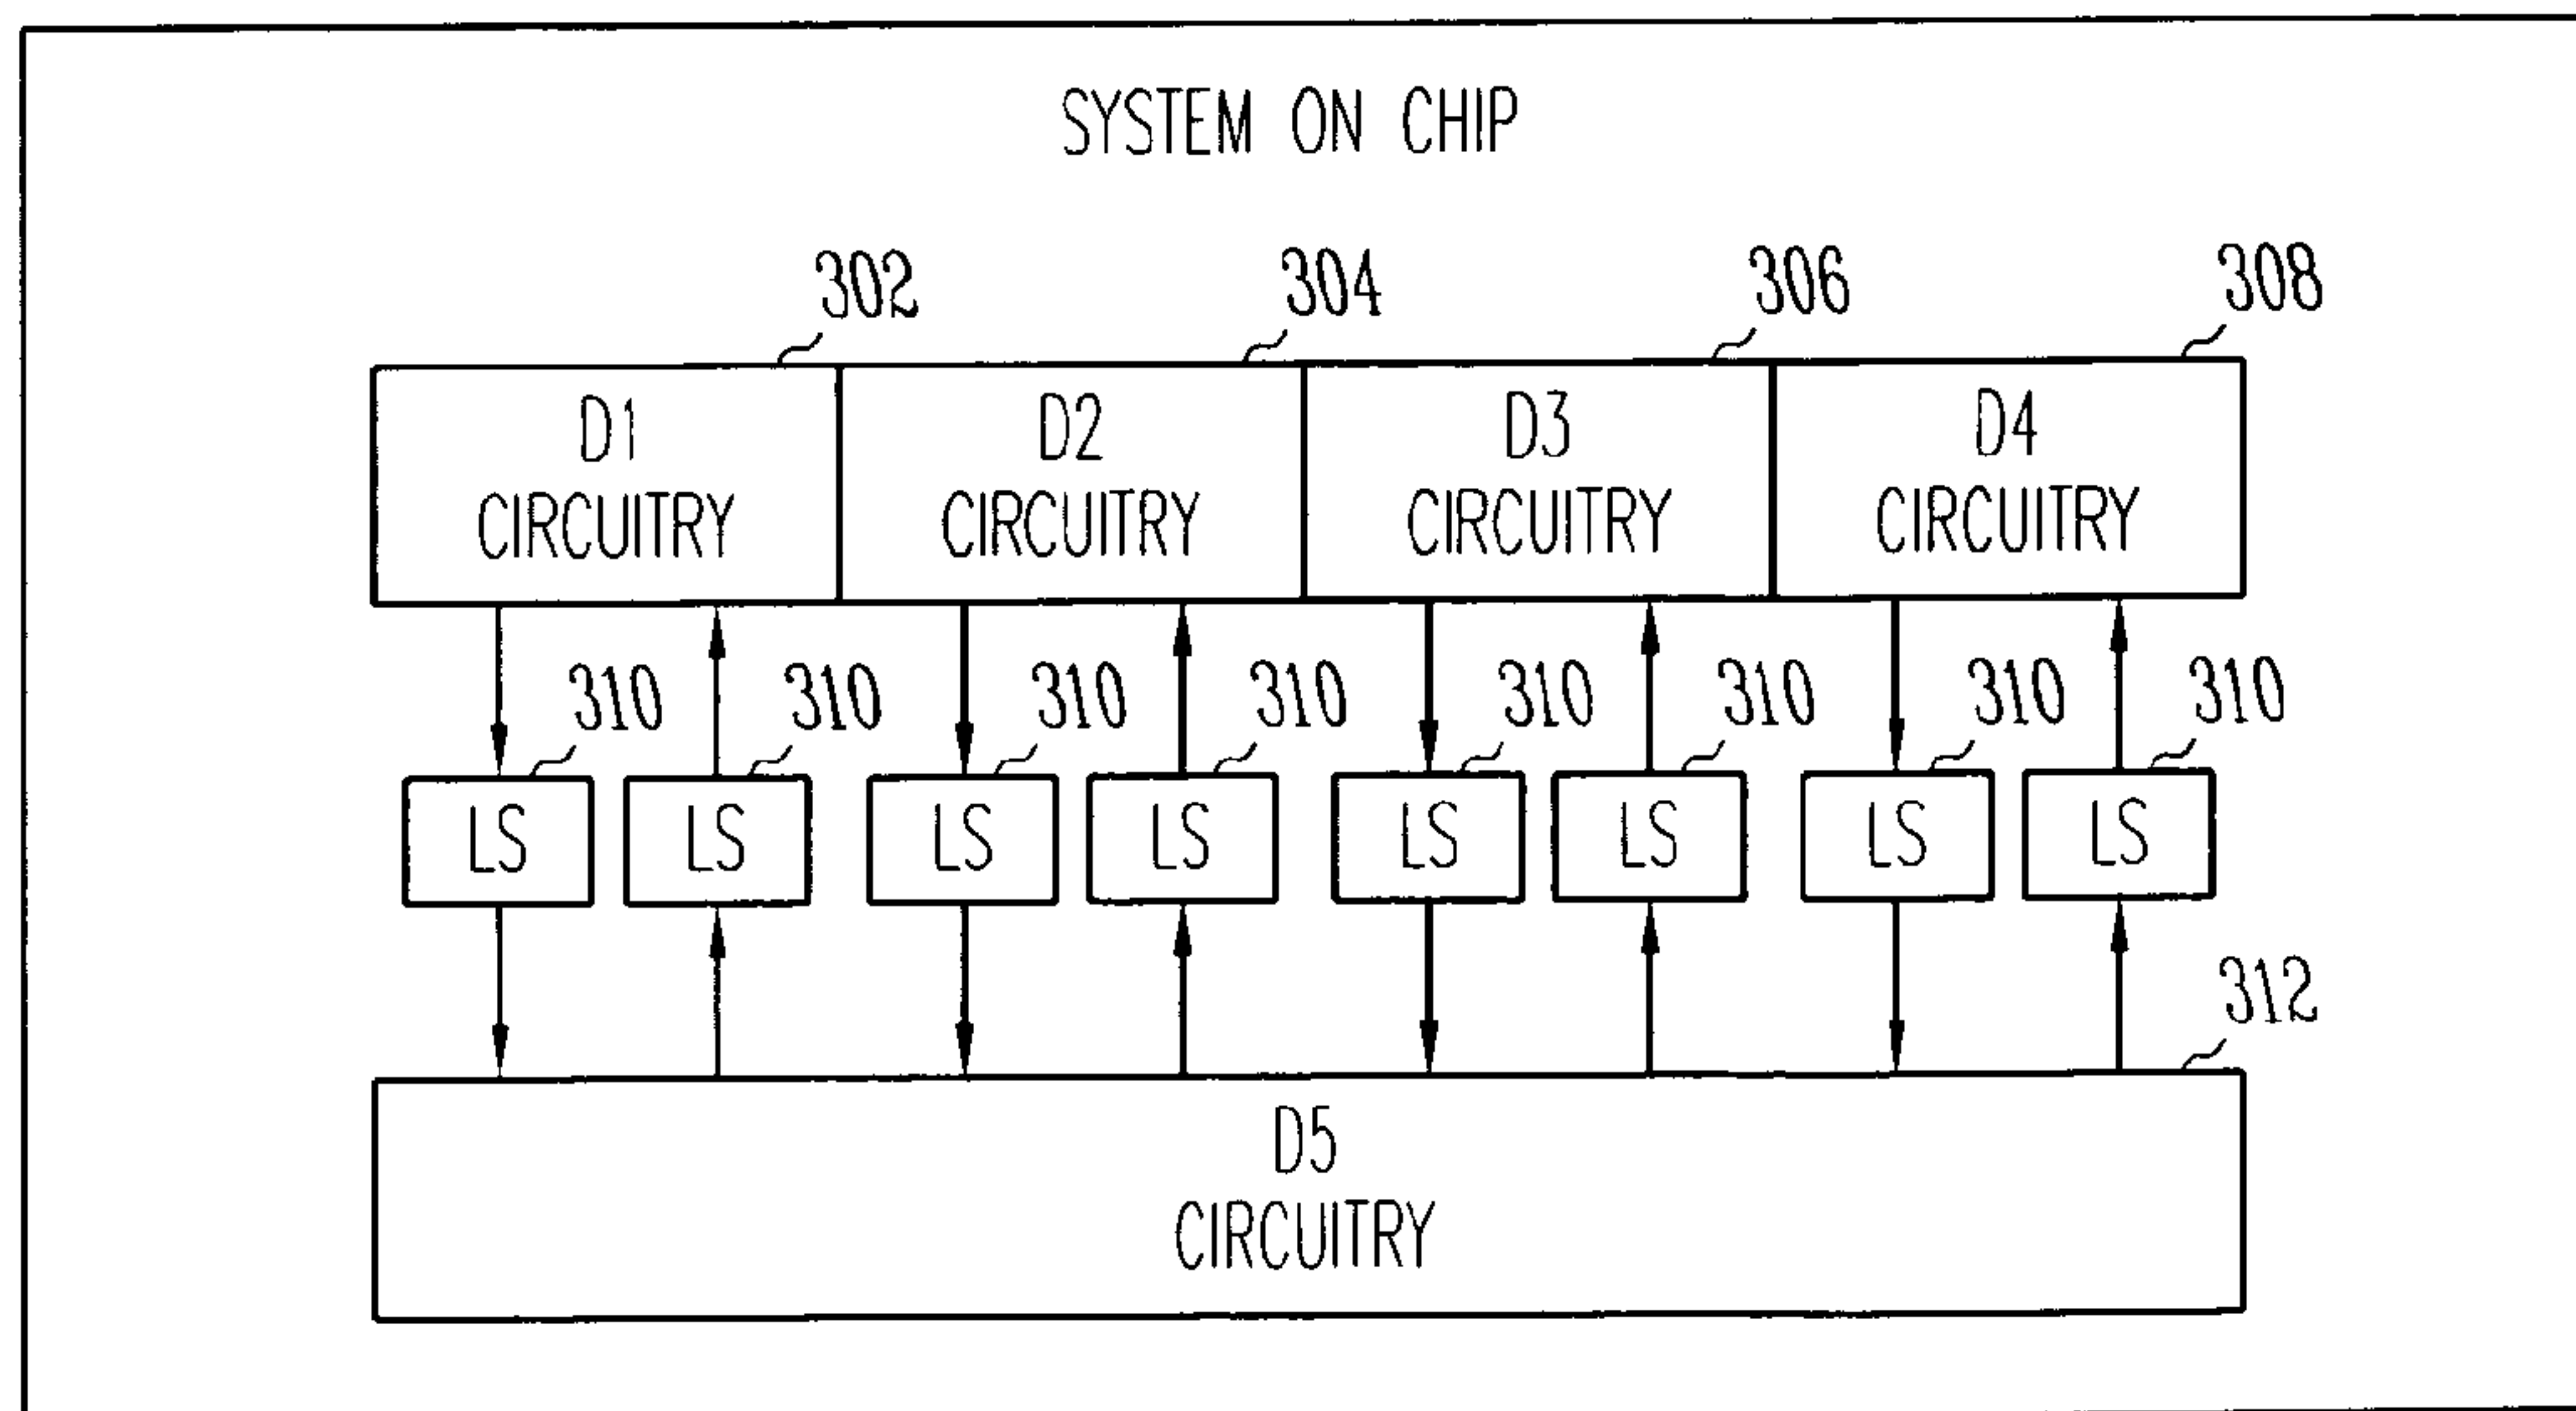 SYSTEM ON CHIP
302 304 306 308
D1 D2 D3 D4
CIRCUITRY CIRCUITRY CIRCUITRY CIRCUITRY
310 310 310 310 310 310 310 310
LS LS LS LS LS LS LS LS
312
D5
CIRCUITRY